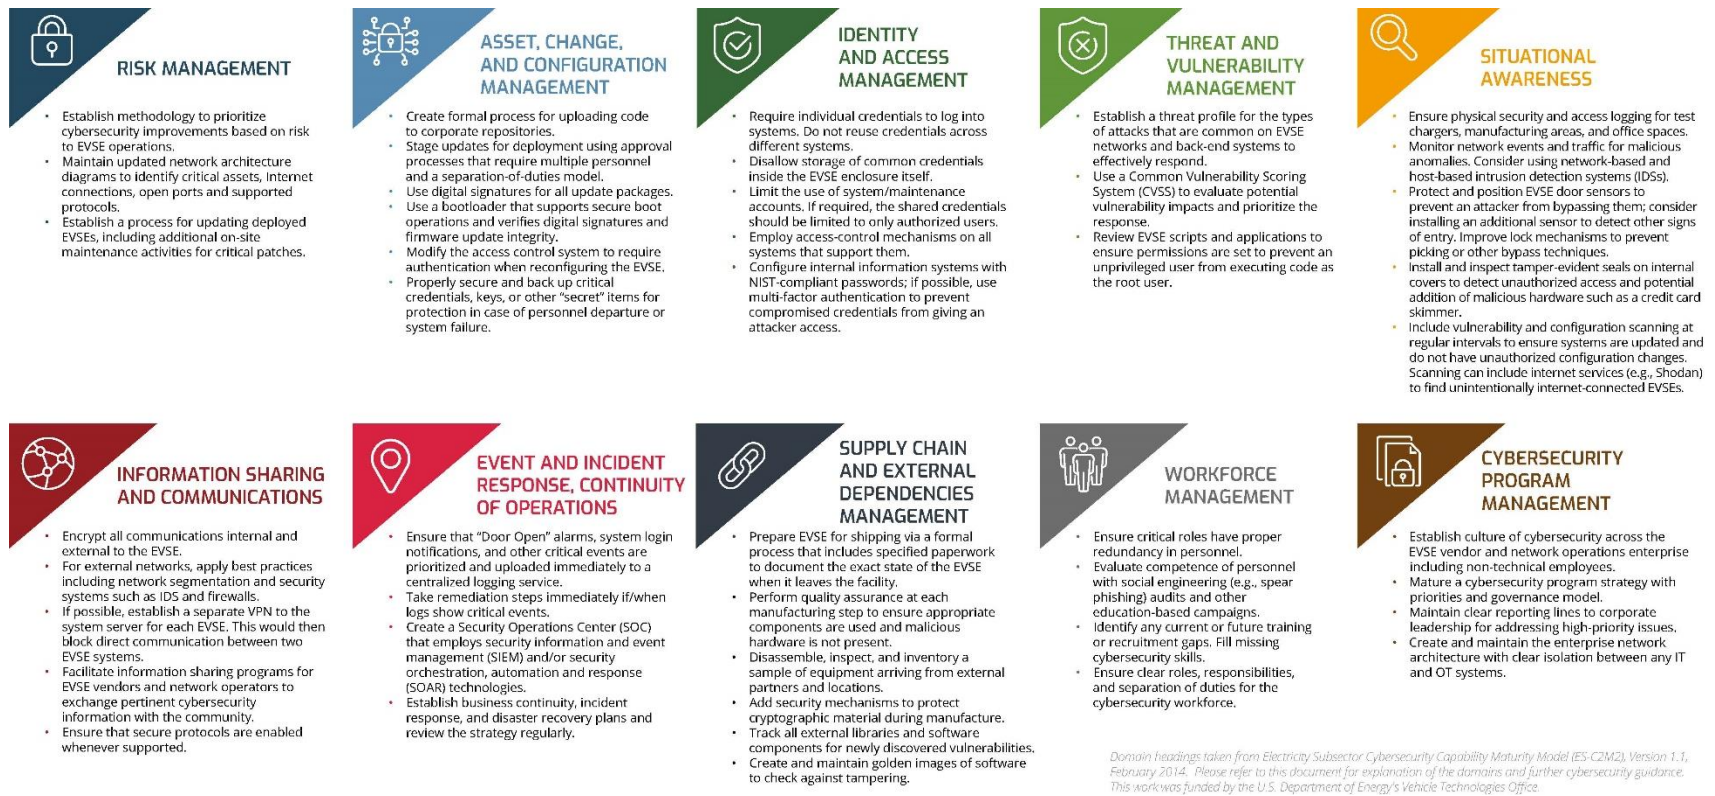 RISK MANAGEMENT
• Establish methodology to prioritize
cybersecurity improvements based on risk
to EVSE operations.
• Maintain updated network architecture
diagrams to identify critical assets, Internet
connections, open ports and supported
protocols.
• Establish a process for updating deployed
EVSEs, including additional on-site
maintenance activities for critical patches.
ASSET, CHANGE,
AND CONFIGURATION
MANAGEMENT
• Create formal process for uploading code
to corporate repositories.
• Stage updates for deployment using approval
processes that require multiple personnel
and a separation-of-duties model.
• Use digital signatures for all update packages.
• Use a bootloader that supports secure boot
operations and verifies digital signatures and
firmware update integrity.
• Modify the access control system to require
authentication when reconfiguring the EVSE.
• Properly secure and back up critical
credentials, keys, or other “secret” items for
protection in case of personnel departure or
system failure.
IDENTITY
AND ACCESS
MANAGEMENT
• Require individual credentials to log into
systems. Do not reuse credentials across
different systems.
• Disallow storage of common credentials
inside the EVSE enclosure itself.
• Limit the use of system/maintenance
accounts. If required, the shared credentials
should be limited to only authorized users.
• Employ access-control mechanisms on all
systems that support them.
• Configure internal information systems with
NIST-compliant passwords; if possible, use
multi-factor authentication to prevent
compromised credentials from giving an
attacker access.
THREAT AND
VULNERABILITY
MANAGEMENT
• Establish a threat profile for the types
of attacks that are common on EVSE
networks and back-end systems to
effectively respond.
• Use a Common Vulnerability Scoring
System (CVSS) to evaluate potential
vulnerability impacts and prioritize the
response.
• Review EVSE scripts and applications to
ensure permissions are set to prevent an
unprivileged user from executing code as
the root user.
SITUATIONAL
AWARENESS
• Ensure physical security and access logging for test
chargers, manufacturing areas, and office spaces.
• Monitor network events and traffic for malicious
anomalies. Consider using network-based and
host-based intrusion detection systems (IDSs).
• Protect and position EVSE door sensors to
prevent an attacker from bypassing them; consider
installing an additional sensor to detect other signs
of entry. Improve lock mechanisms to prevent
picking or other bypass techniques.
• Install and inspect tamper-evident seals on internal
covers to detect unauthorized access and potential
addition of malicious hardware such as a credit card
skimmer.
• Include vulnerability and configuration scanning at
regular intervals to ensure systems are updated and
do not have unauthorized configuration changes.
Scanning can include internet services (e.g., Shodan)
to find unintentionally internet-connected EVSEs.
INFORMATION SHARING
AND COMMUNICATIONS
• Encrypt all communications internal and
external to the EVSE.
• For external networks, apply best practices
including network segmentation and security
systems such as IDS and firewalls.
• If possible, establish a separate VPN to the
system server for each EVSE. This would then
block direct communication between two
EVSE systems.
• Facilitate information sharing programs for
EVSE vendors and network operators to
exchange pertinent cybersecurity
information with the community.
• Ensure that secure protocols are enabled
whenever supported.
EVENT AND INCIDENT
RESPONSE, CONTINUITY
OF OPERATIONS
• Ensure that “Door Open” alarms, system login
notifications, and other critical events are
prioritized and uploaded immediately to a
centralized logging service.
• Take remediation steps immediately if/when
logs show critical events.
• Create a Security Operations Center (SOC)
that employs security information and event
management (SIEM) and/or security
orchestration, automation and response
(SOAR) technologies.
• Establish business continuity, incident
response, and disaster recovery plans and
review the strategy regularly.
SUPPLY CHAIN
AND EXTERNAL
DEPENDENCIES
MANAGEMENT
• Prepare EVSE for shipping via a formal
process that includes specified paperwork
to document the exact state of the EVSE
when it leaves the facility.
• Perform quality assurance at each
manufacturing step to ensure appropriate
components are used and malicious
hardware is not present.
• Disassemble, inspect, and inventory a
sample of equipment arriving from external
partners and locations.
• Add security mechanisms to protect
cryptographic material during manufacture.
• Track all external libraries and software
components for newly discovered vulnerabilities.
• Create and maintain golden images of software
to check against tampering.
WORKFORCE
MANAGEMENT
• Ensure critical roles have proper
redundancy in personnel.
• Evaluate competence of personnel
with social engineering (e.g., spear
phishing) audits and other
education-based campaigns.
• Identify any current or future training
or recruitment gaps. Fill missing
cybersecurity skills.
• Ensure clear roles, responsibilities,
and separation of duties for the
cybersecurity workforce.
CYBERSECURITY
PROGRAM
MANAGEMENT
• Establish culture of cybersecurity across the
EVSE vendor and network operations enterprise
including non-technical employees.
• Mature a cybersecurity program strategy with
priorities and governance model.
• Maintain clear reporting lines to corporate
leadership for addressing high-priority issues.
• Create and maintain the enterprise network
architecture with clear isolation between any IT
and OT systems.
Domain headings taken from Electricity Subsector Cybersecurity Capability Maturity Model (ES-C2M2), Version 1.1,
February 2014. Please refer to this document for explanation of the domains and further cybersecurity guidance.
This work was funded by the U.S. Department of Energy's Vehicle Technologies Office.